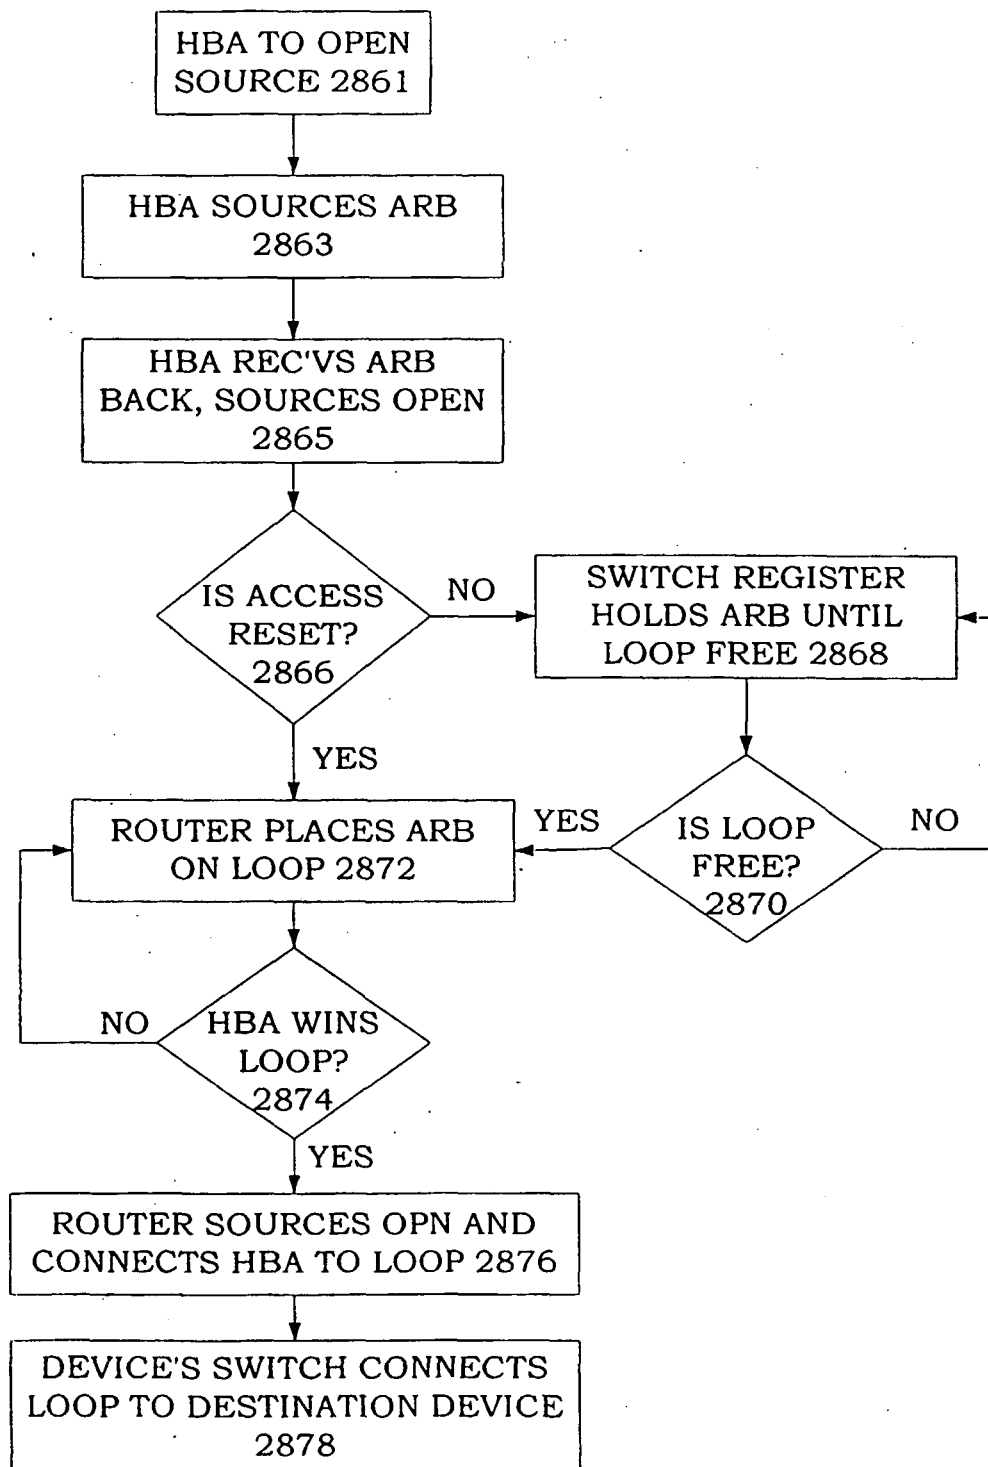 HBA TO OPEN
SOURCE 2861
HBA SOURCES ARB
2863
HBA REC'VS ARB
BACK, SOURCES OPEN
2865
IS ACCESS
RESET?
2866
NO
SWITCH REGISTER
HOLDS ARB UNTIL
LOOP FREE 2868
YES
ROUTER PLACES ARB
ON LOOP 2872
YES
IS LOOP
FREE?
2870
NO
NO
HBA WINS
LOOP?
2874
YES
ROUTER SOURCES OPN AND
CONNECTS HBA TO LOOP 2876
DEVICE'S SWITCH CONNECTS
LOOP TO DESTINATION DEVICE
2878